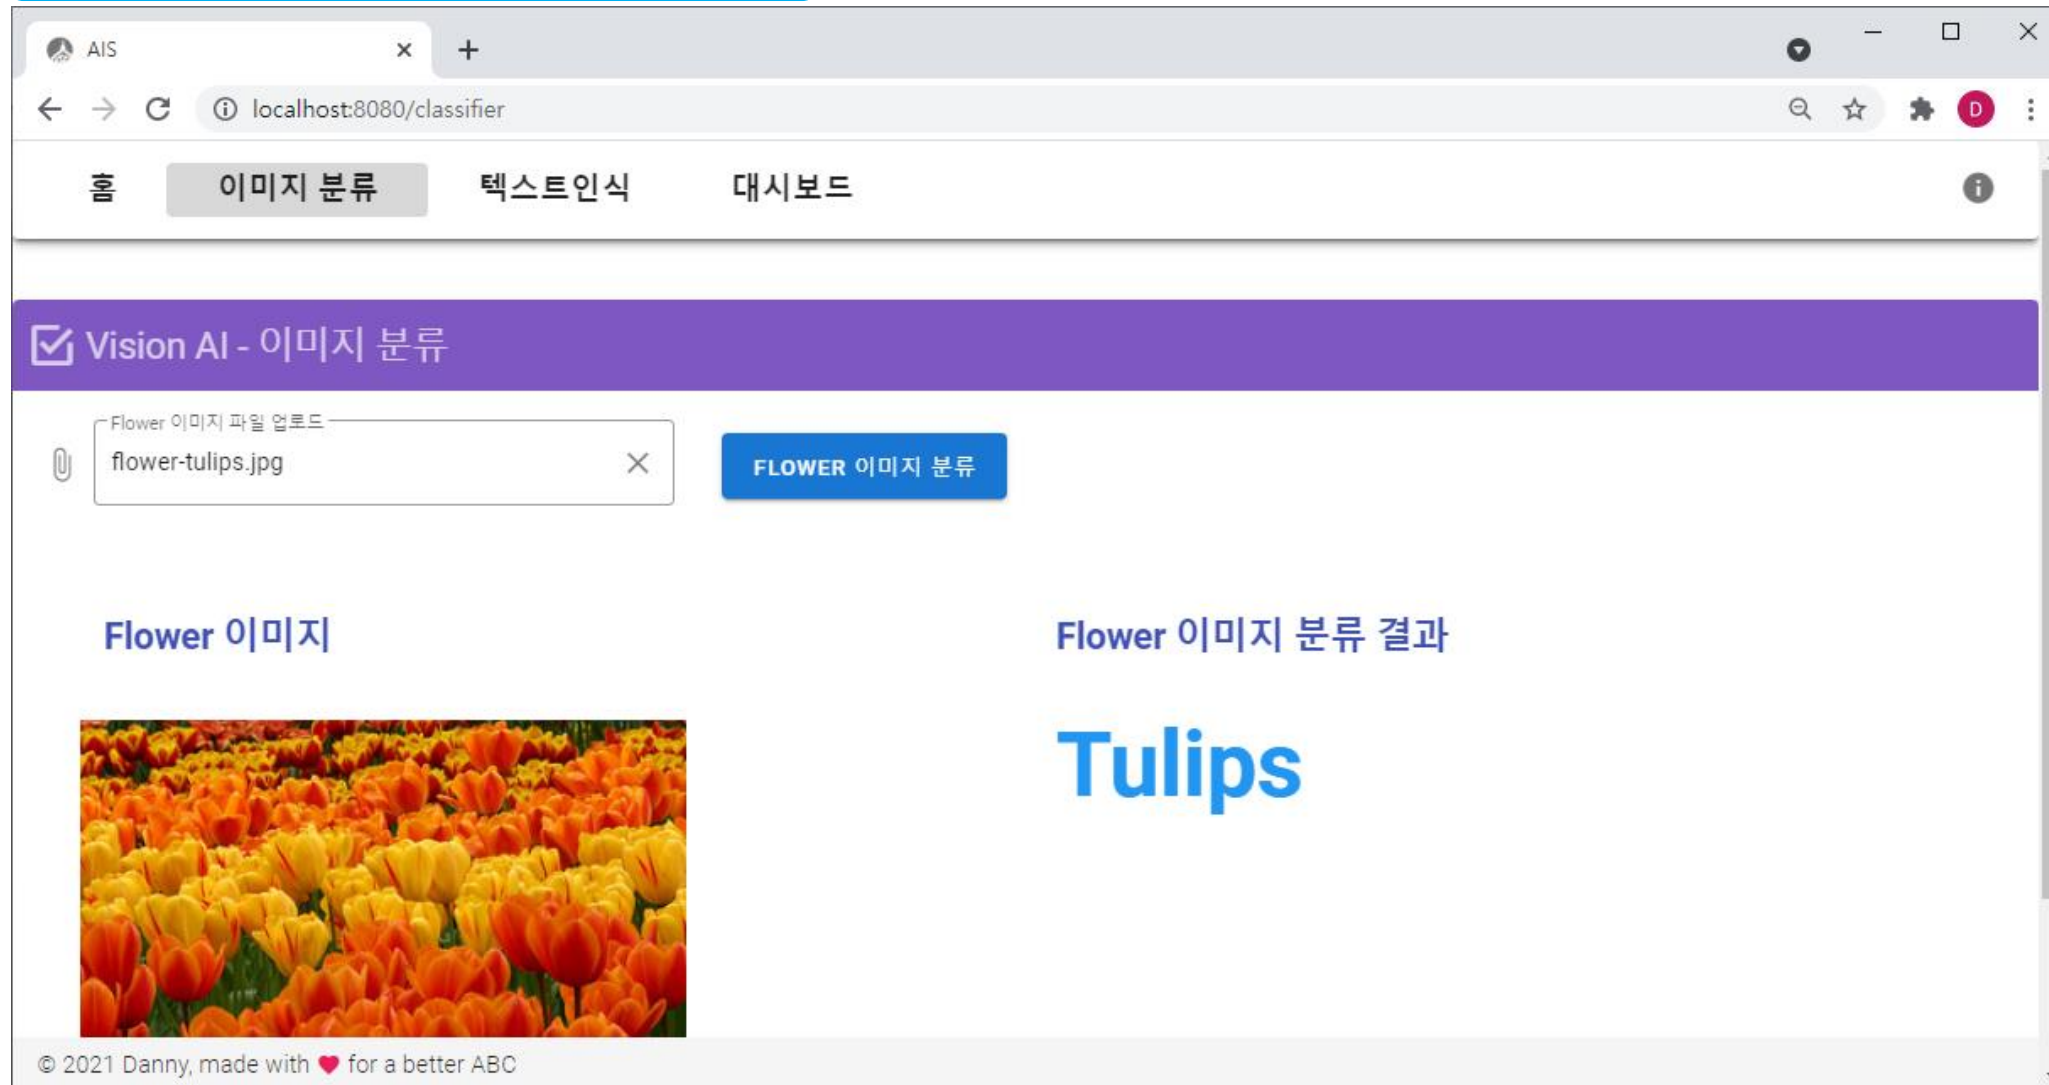 AIS
localhost:8080/classifier
D
홈 이미지 분류 텍스트인식 대시보드
Vision AI - 이미지 분류
Flower 이미지 파일 업로드
flower-tulips.jpg
FLOWER 이미지 분류
Flower 이미지
Flower 이미지 분류 결과
Tulips
© 2021 Danny, made with ♥ for a better ABC